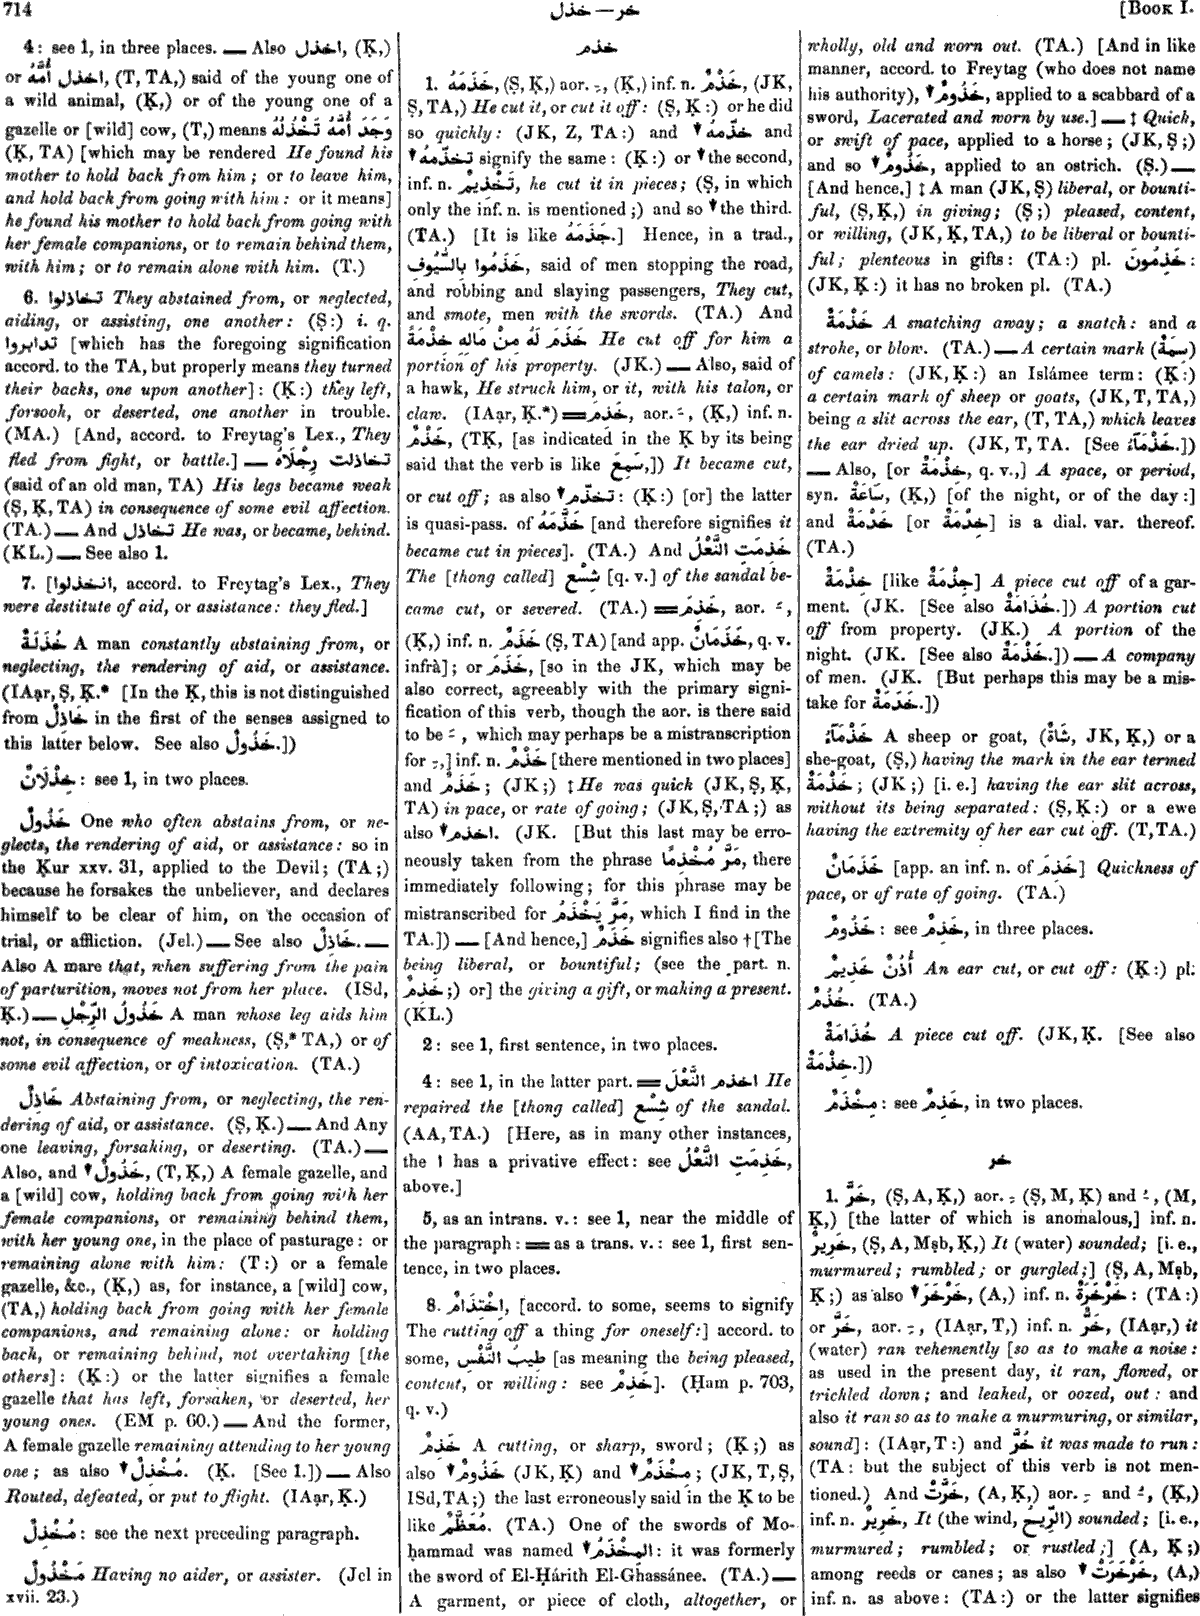 714
خذل — خر
[BOOK I.
4: see 1, in three places. — Also اخذل, (Ḳ,)
or اخذل أُمَّهُ, (T, TA,) said of the young one of
a wild animal, (Ḳ,) or of the young one of a
gazelle or [wild] cow, (T,) means وَجَدَ أُمَّهُ تَخْذُلُهُ
(Ḳ, TA) [which may be rendered He found his
mother to hold back from him; or to leave him,
and hold back from going with him: or it means]
he found his mother to hold back from going with
her female companions, or to remain behind them,
with him; or to remain alone with him. (T.)
6. تخاذلوا They abstained from, or neglected,
aiding, or assisting, one another: (Ṣ:) i. q.
تدابروا [which has the foregoing signification
accord. to the TA, but properly means they turned
their backs, one upon another]: (Ḳ:) they left,
forsook, or deserted, one another in trouble.
(MA.) [And, accord. to Freytag's Lex., They
fled from fight, or battle.] — تخاذلت رِجْلَاهُ
(said of an old man, TA) His legs became weak
(Ṣ, Ḳ, TA) in consequence of some evil affection.
(TA.) — And تخاذل He was, or became, behind.
(KL.) — See also 1.
7. [انخذلوا, accord. to Freytag's Lex., They
were destitute of aid, or assistance: they fled.]
خُذَلَةٌ A man constantly abstaining from, or
neglecting, the rendering of aid, or assistance.
(IAạr, Ṣ, Ḳ.* [In the Ḳ, this is not distinguished
from خَاذِلٌ in the first of the senses assigned to
this latter below. See also خَذُولٌ.])
خِذْلَانٌ: see 1, in two places.
خَذُولٌ One who often abstains from, or ne-
glects, the rendering of aid, or assistance: so in
the Ḳur xxv. 31, applied to the Devil; (TA;)
because he forsakes the unbeliever, and declares
himself to be clear of him, on the occasion of
trial, or affliction. (Jel.) — See also خَاذِلٌ. —
Also A mare that, when suffering from the pain
of parturition, moves not from her place. (ISd,
Ḳ.) — خَذُولُ الرِّجْلِ A man whose leg aids him
not, in consequence of weakness, (Ṣ,* TA,) or of
some evil affection, or of intoxication. (TA.)
خَاذِلٌ Abstaining from, or neglecting, the ren-
dering of aid, or assistance. (Ṣ, Ḳ.) — And Any
one leaving, forsaking, or deserting. (TA.) —
Also, and ▼ خَذُولٌ, (T, Ḳ,) A female gazelle, and
a [wild] cow, holding back from going with her
female companions, or remaining behind them,
with her young one, in the place of pasturage: or
remaining alone with him: (T:) or a female
gazelle, &c., (Ḳ,) as, for instance, a [wild] cow,
(TA,) holding back from going with her female
companions, and remaining alone: or holding
back, or remaining behind, not overtaking [the
others]: (Ḳ:) or the latter signifies a female
gazelle that has left, forsaken, or deserted, her
young ones. (EM p. 60.) — And the former,
A female gazelle remaining attending to her young
one; as also ▼ مُخْذِلٌ. (Ḳ. [See 1.]) — Also
Routed, defeated, or put to flight. (IAạr, Ḳ.)
مُخْذِلٌ: see the next preceding paragraph.
مَخْذُولٌ Having no aider, or assister. (Jel in
xvii. 23.)
خذم
1. خَذَمَهُ, (Ṣ, Ḳ,) aor. ـِ, (Ḳ,) inf. n. خَذْمٌ, (JK,
Ṣ, TA,) He cut it, or cut it off: (Ṣ, Ḳ:) or he did
so quickly: (JK, Z, TA:) and ▼ خذّمهُ and
▼ تخذّمهُ signify the same: (Ḳ:) or ▼ the second,
inf. n. تَخْذِيمٌ, he cut it in pieces; (Ṣ, in which
only the inf. n. is mentioned;) and so ▼ the third.
(TA.) [It is like جَذَمَهُ.] Hence, in a trad.,
خَذَمُوا بِالسُّيُوفِ, said of men stopping the road,
and robbing and slaying passengers, They cut,
and smote, men with the swords. (TA.) And
خَذَمَ لَهُ مِنْ مَالِهِ خَذْمَةً He cut off for him a
portion of his property. (JK.) — Also, said of
a hawk, He struck him, or it, with his talon, or
claw. (IAạr, Ḳ.*) = خَذِمَ, aor. ـَ, (Ḳ,) inf. n.
خَذْمٌ, (TḲ, [as indicated in the Ḳ by its being
said that the verb is like سَمِعَ,]) It became cut,
or cut off; as also ▼ تخذّم: (Ḳ:) [or] the latter
is quasi-pass. of خَذَّمَهُ [and therefore signifies it
became cut in pieces]. (TA.) And خَذِمَتِ النَّعْلُ
The [thong called] شِسْع [q. v.] of the sandal be-
came cut, or severed. (TA.) = خَذِمَ, aor. ـَ,
(Ḳ,) inf. n. خَذَمٌ (Ṣ, TA) [and app. خَذَمَانٌ, q. v.
infrà]; or خَذَمَ, [so in the JK, which may be
also correct, agreeably with the primary signi-
fication of this verb, though the aor. is there said
to be ـَ, which may perhaps be a mistranscription
for ـِ,] inf. n. خَذْمٌ [there mentioned in two places]
and خَذَمٌ; (JK;) ‡ He was quick (JK, Ṣ, Ḳ,
TA) in pace, or rate of going; (JK, Ṣ, TA;) as
also ▼ اخذم. (JK. [But this last may be erro-
neously taken from the phrase مَرَّ مُخْذِمًا, there
immediately following; for this phrase may be
mistranscribed for مَرَّ يَخْذَمُ, which I find in the
TA.]) — [And hence,] خَذَمٌ signifies also † [The
being liberal, or bountiful; (see the part. n.
خَذِمٌ;) or] the giving a gift, or making a present.
(KL.)
2: see 1, first sentence, in two places.
4: see 1, in the latter part. = اخذم النَّعْلَ He
repaired the [thong called] شِسْع of the sandal.
(AA, TA.) [Here, as in many other instances,
the ا has a privative effect: see خَذِمَتِ النَّعْلُ,
above.]
5, as an intrans. v.: see 1, near the middle of
the paragraph: = as a trans. v.: see 1, first sen-
tence, in two places.
8. اِخْتِذَامٌ, [accord. to some, seems to signify
The cutting off a thing for oneself:] accord. to
some, طِيبُ النَّفْسِ [as meaning the being pleased,
content, or willing: see خَذِمٌ]. (Ḥam p. 703,
q. v.)
خَذِمٌ A cutting, or sharp, sword; (Ḳ;) as
also ▼ خَذُومٌ (JK, Ḳ) and ▼ مِخْذَمٌ; (JK, T, Ṣ,
ISd, TA;) the last erroneously said in the Ḳ to be
like مُعَظَّمٌ. (TA.) One of the swords of Mo-
ḥammad was named ▼ المِخْذَمُ: it was formerly
the sword of El-Ḥárith El-Ghassánee. (TA.) —
A garment, or piece of cloth, altogether, or
wholly, old and worn out. (TA.) [And in like
manner, accord. to Freytag (who does not name
his authority), ▼ خَذُومٌ, applied to a scabbard of a
sword, Lacerated and worn by use.] — ‡ Quick,
or swift of pace, applied to a horse; (JK, Ṣ;)
and so ▼ خَذُومٌ, applied to an ostrich. (Ṣ.) —
[And hence.] ‡ A man (JK, Ṣ) liberal, or bounti-
ful, (Ṣ, Ḳ,) in giving; (Ṣ;) pleased, content,
or willing, (JK, Ḳ, TA,) to be liberal or bounti-
ful; plenteous in gifts: (TA:) pl. خَذِمُونَ:
(JK, Ḳ:) it has no broken pl. (TA.)
خَذْمَةٌ A snatching away; a snatch: and a
stroke, or blow. (TA.) — A certain mark (سِمَةٌ)
of camels: (JK, Ḳ:) an Islámee term: (Ḳ:)
a certain mark of sheep or goats, (JK, T, TA,)
being a slit across the ear, (T, TA,) which leaves
the ear dried up. (JK, T, TA. [See خَذْمَآءُ.])
— Also, [or خَذَمَةٌ, q. v.,] A space, or period,
syn. سَاعَةٌ, (Ḳ,) [of the night, or of the day:]
and خَدْمَةٌ [or خِدْمَةٌ] is a dial. var. thereof.
(TA.)
خِذْمَةٌ [like جِذْمَةٌ] A piece cut off of a gar-
ment. (JK. [See also خُذَامَةٌ.]) A portion cut
off from property. (JK.) A portion of the
night. (JK. [See also خَذْمَةٌ.]) — A company
of men. (JK. [But perhaps this may be a mis-
take for خَدَمَةٌ.])
خَذْمَآءُ A sheep or goat, (شَاةٌ, JK, Ḳ,) or a
she-goat, (Ṣ,) having the mark in the ear termed
خَذْمَةٌ; (JK;) [i. e.] having the ear slit across,
without its being separated: (Ṣ, Ḳ:) or a ewe
having the extremity of her ear cut off. (T, TA.)
خَذَمَانٌ [app. an inf. n. of خَذِمَ] Quickness of
pace, or of rate of going. (TA.)
خَذُومٌ: see خَذِمٌ, in three places.
أُذُنٌ خَذِيمٌ An ear cut, or cut off: (Ḳ:) pl.
خُذُمٌ. (TA.)
خُذَامَةٌ A piece cut off. (JK, Ḳ. [See also
خِذْمَةٌ.])
مِخْذَمٌ: see خَذِمٌ, in two places.
خر
1. خَرَّ, (Ṣ, A, Ḳ,) aor. ـِ (Ṣ, M, Ḳ) and ـُ, (M,
Ḳ,) [the latter of which is anomalous,] inf. n.
خَرِيرٌ, (Ṣ, A, Mṣb, Ḳ,) It (water) sounded; [i. e.,
murmured; rumbled; or gurgled;] (Ṣ, A, Mṣb,
Ḳ;) as also ▼ خَرْخَرَ, (A,) inf. n. خَرْخَرَةٌ: (TA:)
or خَرَّ, aor. ـِ, (IAạr, T,) inf. n. خَرٌّ, (IAạr,) it
(water) ran vehemently [so as to make a noise:
as used in the present day, it ran, flowed, or
trickled down; and leaked, or oozed, out: and
also it ran so as to make a murmuring, or similar,
sound]: (IAạr, T:) and خُرَّ it was made to run:
(TA: but the subject of this verb is not men-
tioned.) And خَرَّتْ, (A, Ḳ,) aor. ـِ and ـُ, (Ḳ,)
inf. n. خَرِيرٌ, It (the wind, الرِّيحُ) sounded; [i. e.,
murmured; rumbled; or rustled;] (A, Ḳ;)
among reeds or canes; as also ▼ خَرْخَرَتْ, (A,)
inf. n. as above: (TA:) or the latter signifies